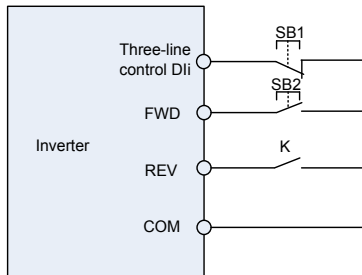 SB1
Three-line
control DIi
SB2
FWD
Inverter
K
REV
COM